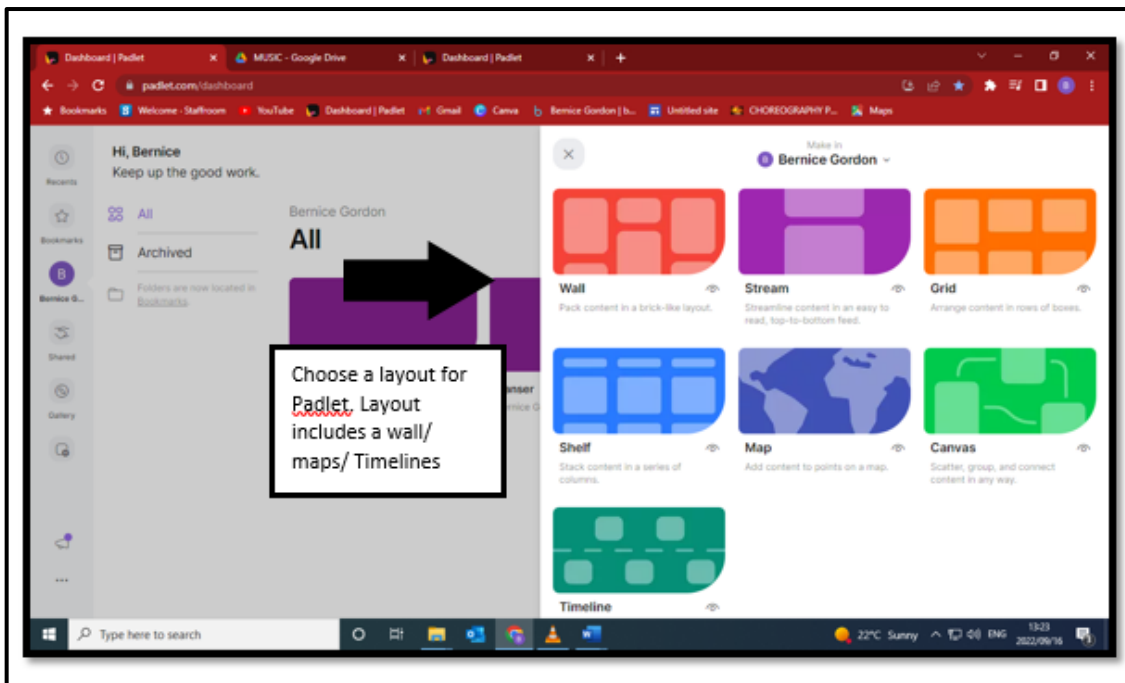 Dashboard | Padlet
MUSIC - Google Drive
Dashboard | Padlet
padlet.com/dashboard
Bookmarks
Welcome - Staffroom
YouTube
Dashboard | Padlet
Gmail
Canva
Bernice Gordon | b...
Untitled site
CHOREOGRAPHY P...
Maps
Recents
Bookmarks
B
Bernice G...
Shared
Gallery
Hi, Bernice
Keep up the good work.
All
Archived
Folders are now located in
Bookmarks.
Bernice Gordon
All
Choose a layout for
Padlet. Layout
includes a wall/
maps/ Timelines
Make in
B Bernice Gordon
Wall
Pack content in a brick-like layout.
Stream
Streamline content in an easy to
read, top-to-bottom feed.
Grid
Arrange content in rows of boxes.
Shelf
Stack content in a series of
columns.
Map
Add content to points on a map.
Canvas
Scatter, group, and connect
content in any way.
Timeline
Type here to search
22°C Sunny
ENG
13:23
2022/09/16